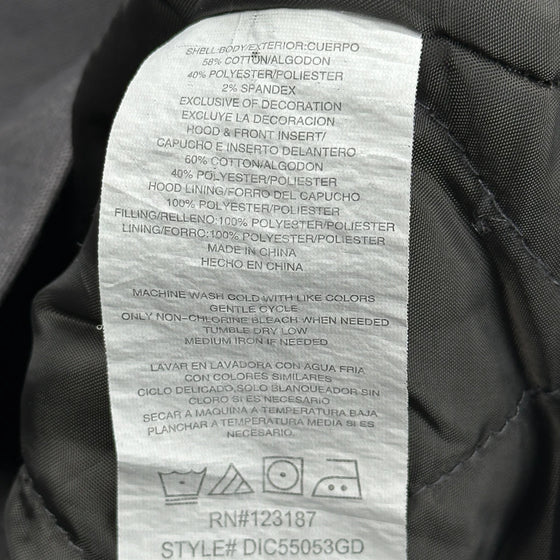 SHELL:BODY/EXTERIOR:CUERPO
58% COTTON/ALGODON
40% POLYESTER/POLIESTER
2% SPANDEX
EXCLUSIVE OF DECORATION
EXCLUYE LA DECORACION
HOOD & FRONT INSERT/
CAPUCHO E INSERTO DELANTERO
60% COTTON/ALGODON
40% POLYESTER/POLIESTER
HOOD LINING/FORRO DEL CAPUCHO
100% POLYESTER/POLIESTER
FILLING/RELLENO:100% POLYESTER/POLIESTER
LINING/FORRO:100% POLYESTER/POLIESTER
MADE IN CHINA
HECHO EN CHINA
MACHINE WASH COLD WITH LIKE COLORS
GENTLE CYCLE
ONLY NON-CHLORINE BLEACH WHEN NEEDED
TUMBLE DRY LOW
MEDIUM IRON IF NEEDED
LAVAR EN LAVADORA CON AGUA FRIA
CON COLORES SIMILARES
CICLO DELICADO,SOLO BLANQUEADOR SIN
CLORO SI ES NECESARIO
SECAR A MAQUINA A TEMPERATURA BAJA
PLANCHAR A TEMPERATURA MEDIA SI ES
NECESARIO.
RN#123187
STYLE# DIC55053GD